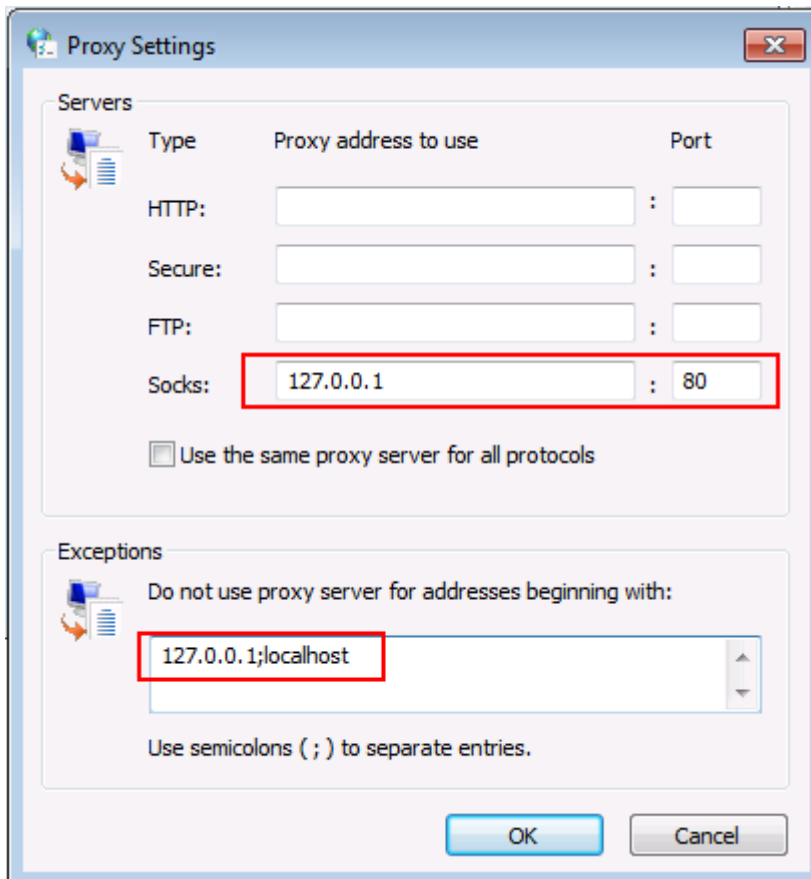 Proxy Settings
Servers
Type Proxy address to use Port
HTTP: :
Secure: :
FTP: :
Socks: 127.0.0.1 : 80
Use the same proxy server for all protocols
Exceptions
Do not use proxy server for addresses beginning with:
127.0.0.1;localhost
Use semicolons ( ; ) to separate entries.
OK Cancel